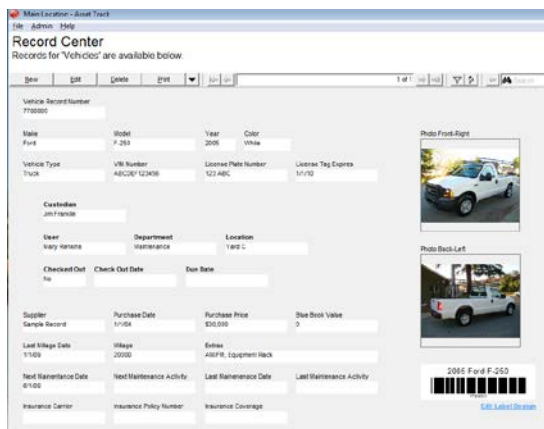 Main Location - Asset Track
File Admin Help
Record Center
Records for 'Vehicles' are available below.
New Edit Delete Print 1 of 1 Search
Vehicle Record Number
7700000
Make Model Year Color Photo Front-Right
Ford F-250 2005 White
Vehicle Type VIN Number License Plate Number License Tag Expires
Truck ABCDEF123456 123 ABC 1/1/10
Custodian
Jim Franklin
User Department Location
Mary Maintenance Yard C
Photo Back-Left
Checked Out Check Out Date Due Date
No
Supplier Purchase Date Purchase Price Blue Book Value
Sample Record 1/1/04 $30,000 0
Last Milage Date Milage Extras
1/1/09 20000 AM/FM, Equipment Rack
2005 Ford F-250
Next Maintenance Date Next Maintenance Activity Last Maintenance Date Last Maintenance Activity
6/1/09
Edit Label Design
Insurance Carrier Insurance Policy Number Insurance Coverage